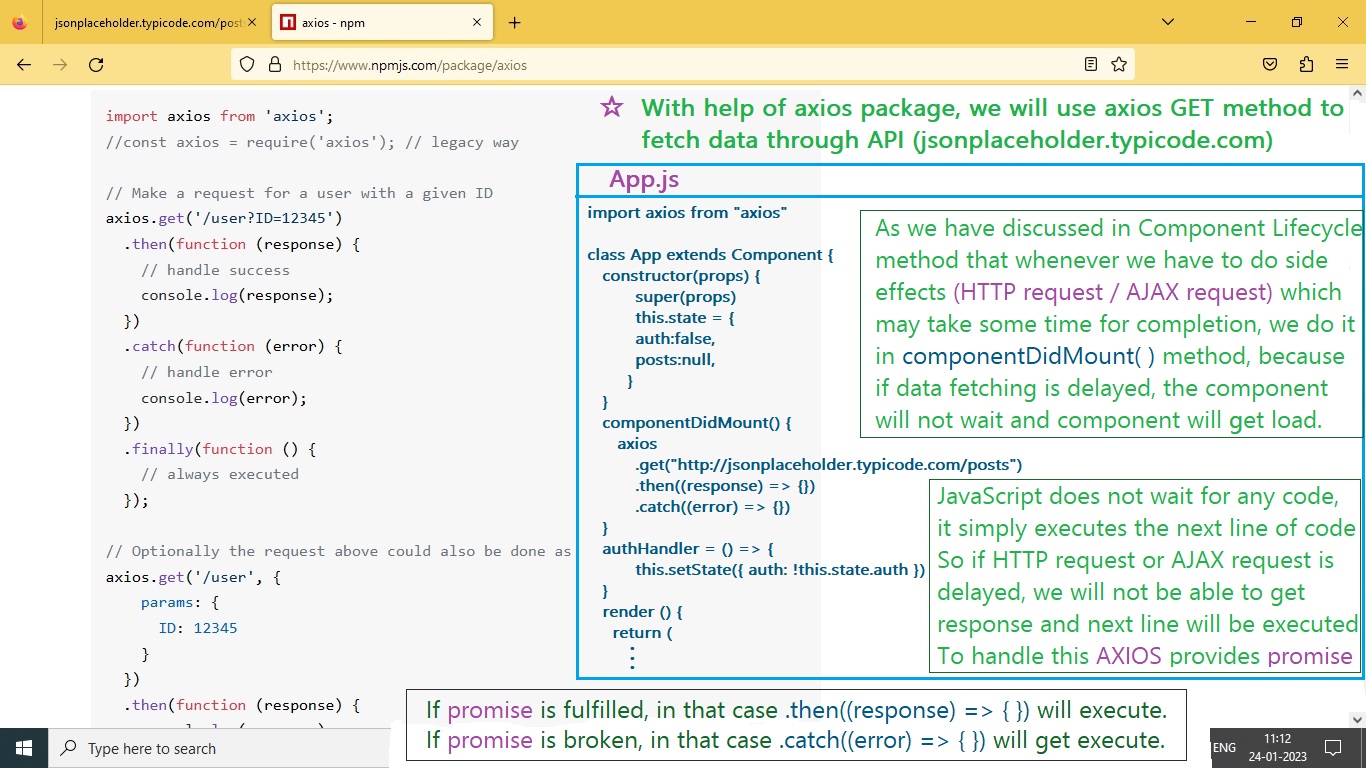 jsonplaceholder.typicode.com/post
axios - npm
https://www.npmjs.com/package/axios
import axios from 'axios';
//const axios = require('axios'); // legacy way
// Make a request for a user with a given ID
axios.get('/user?ID=12345')
.then(function (response) {
// handle success
console.log(response);
})
.catch(function (error) {
// handle error
console.log(error);
})
.finally(function () {
// always executed
});
// Optionally the request above could also be done as
axios.get('/user', {
params: {
ID: 12345
}
})
.then(function (response) {
☆ With help of axios package, we will use axios GET method to
fetch data through API (jsonplaceholder.typicode.com)
App.js
import axios from "axios"
class App extends Component {
constructor(props) {
super(props)
this.state = {
auth:false,
posts:null,
}
}
componentDidMount() {
axios
.get("http://jsonplaceholder.typicode.com/posts")
.then((response) => {})
.catch((error) => {})
}
authHandler = () => {
this.setState({ auth: !this.state.auth })
}
render () {
return (
As we have discussed in Component Lifecycle
method that whenever we have to do side
effects (HTTP request / AJAX request) which
may take some time for completion, we do it
in componentDidMount( ) method, because
if data fetching is delayed, the component
will not wait and component will get load.
JavaScript does not wait for any code,
it simply executes the next line of code
So if HTTP request or AJAX request is
delayed, we will not be able to get
response and next line will be executed
To handle this AXIOS provides promise
If promise is fulfilled, in that case .then((response) => { }) will execute.
If promise is broken, in that case .catch((error) => { }) will get execute.
Type here to search
ENG
11:12
24-01-2023